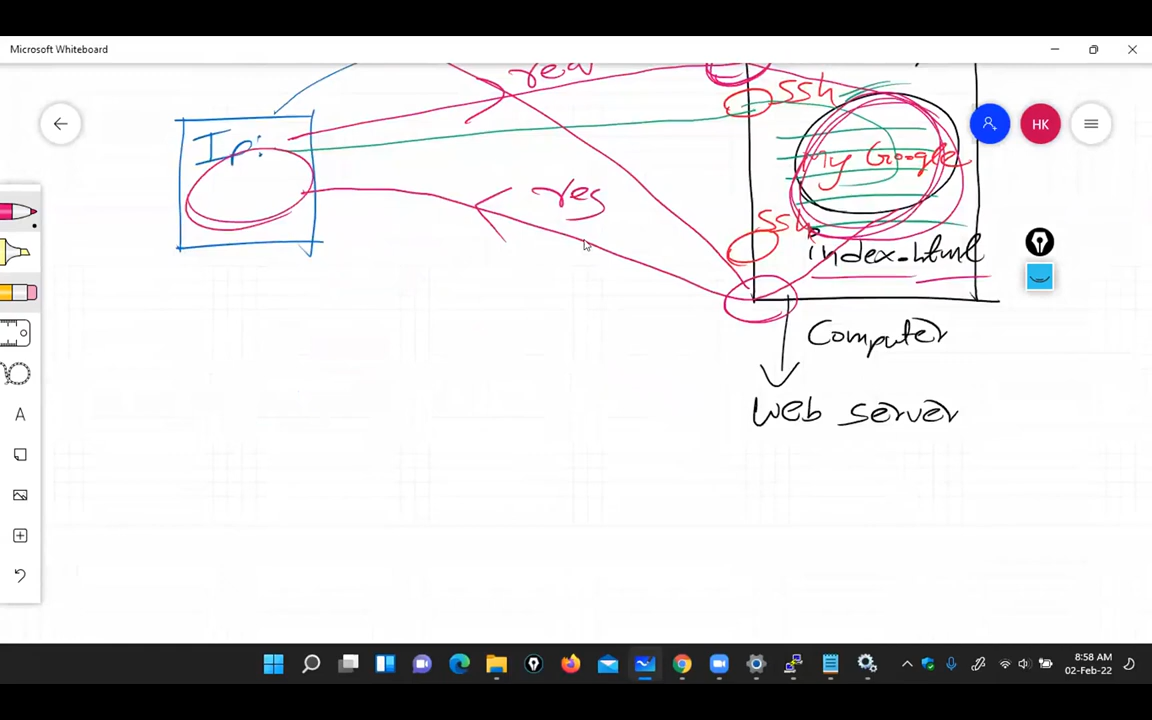 Microsoft Whiteboard
ssh
HK
Ip:
My Google
res
ssh
index.html
Computer
Web server
A
8:58 AM
02-Feb-22